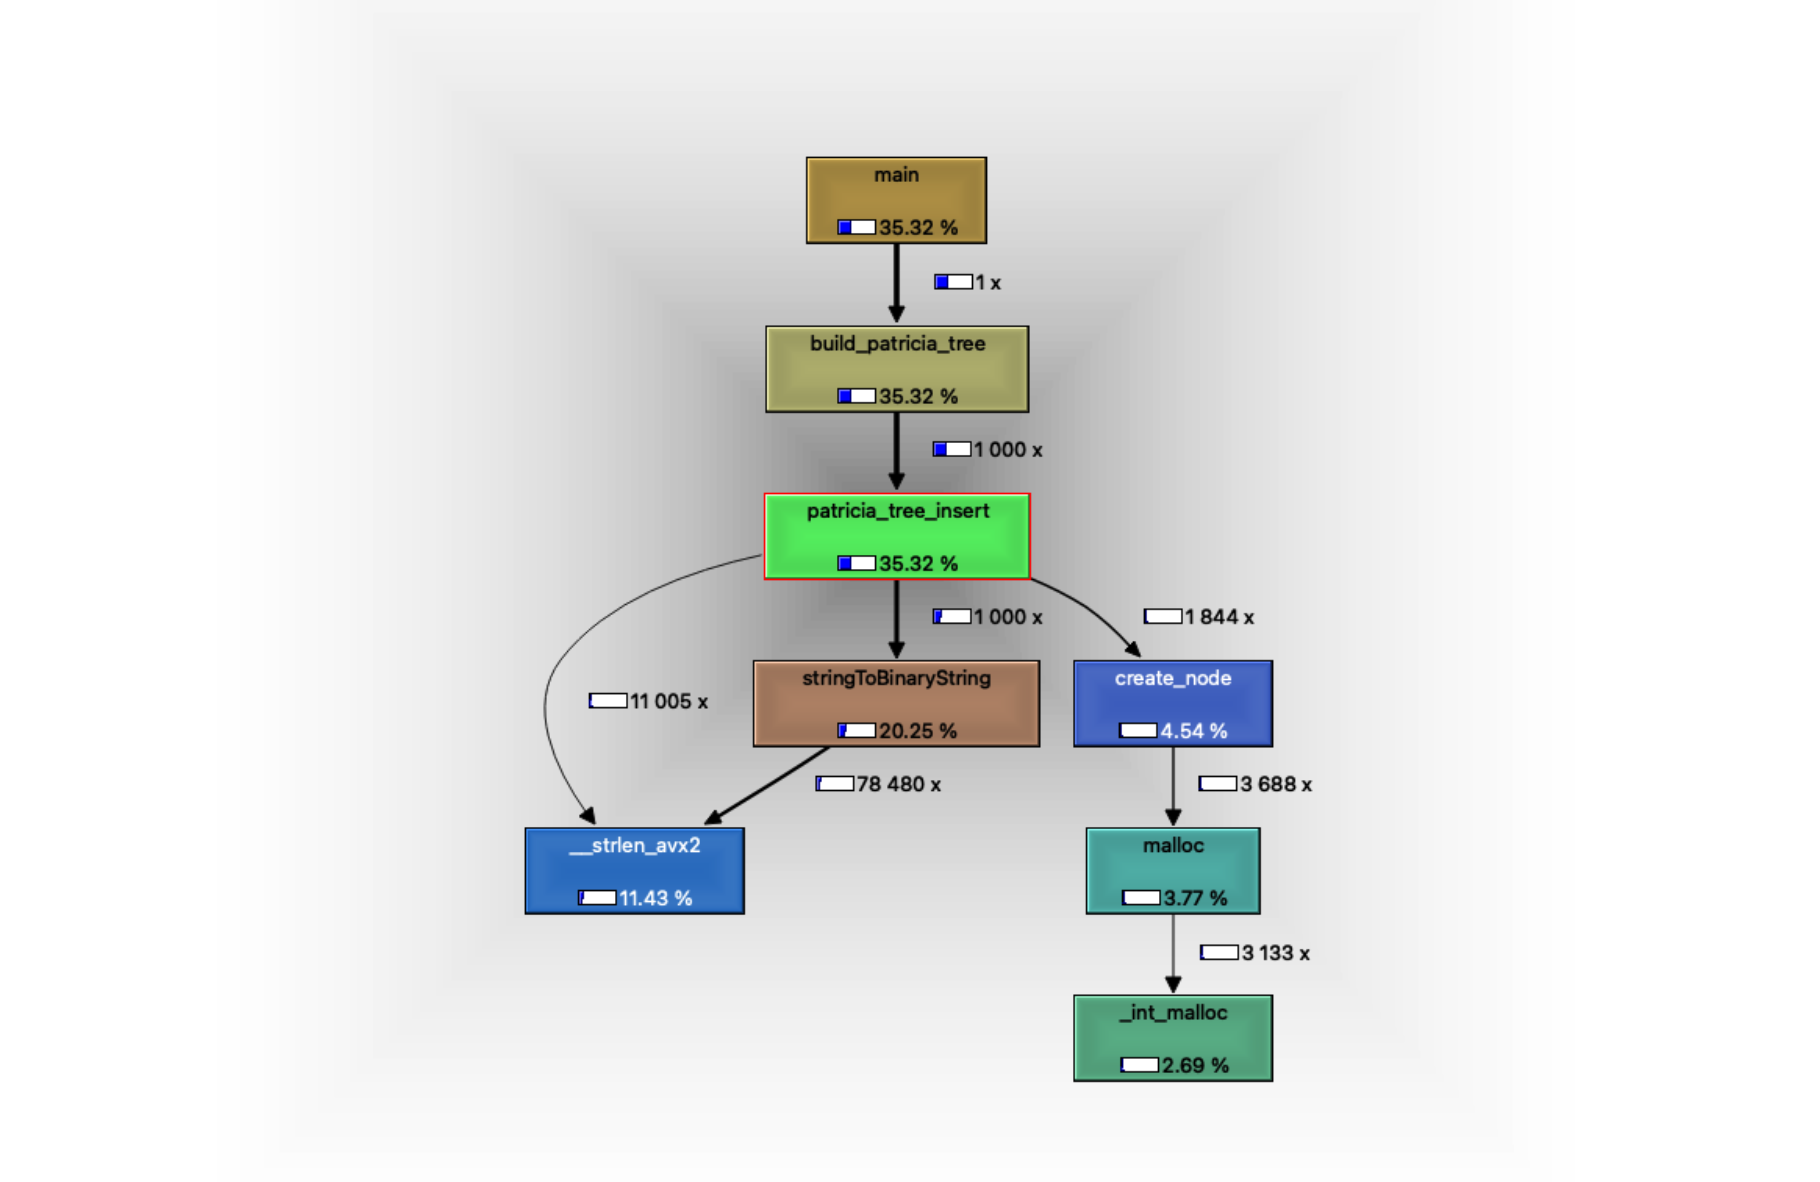 main
35.32 %
1 x
build_patricia_tree
35.32 %
1 000 x
patricia_tree_insert
35.32 %
1 000 x
1 844 x
11 005 x
stringToBinaryString
20.25 %
create_node
4.54 %
78 480 x
3 688 x
__strlen_avx2
11.43 %
malloc
3.77 %
3 133 x
_int_malloc
2.69 %